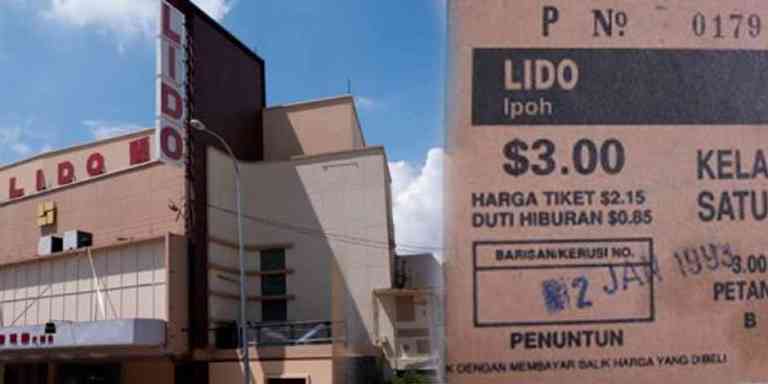 LIDO
LIDO
P Nº 0179
LIDO
Ipoh
$3.00
KELA
SATU
HARGA TIKET $2.15
DUTI HIBURAN $0.85
BARISAN/KERUSI NO.
2 JAN 1993
3.00
PETAN
B
PENUNTUN
K DENGAN MEMBAYAR BALIK HARGA YANG DIBELI